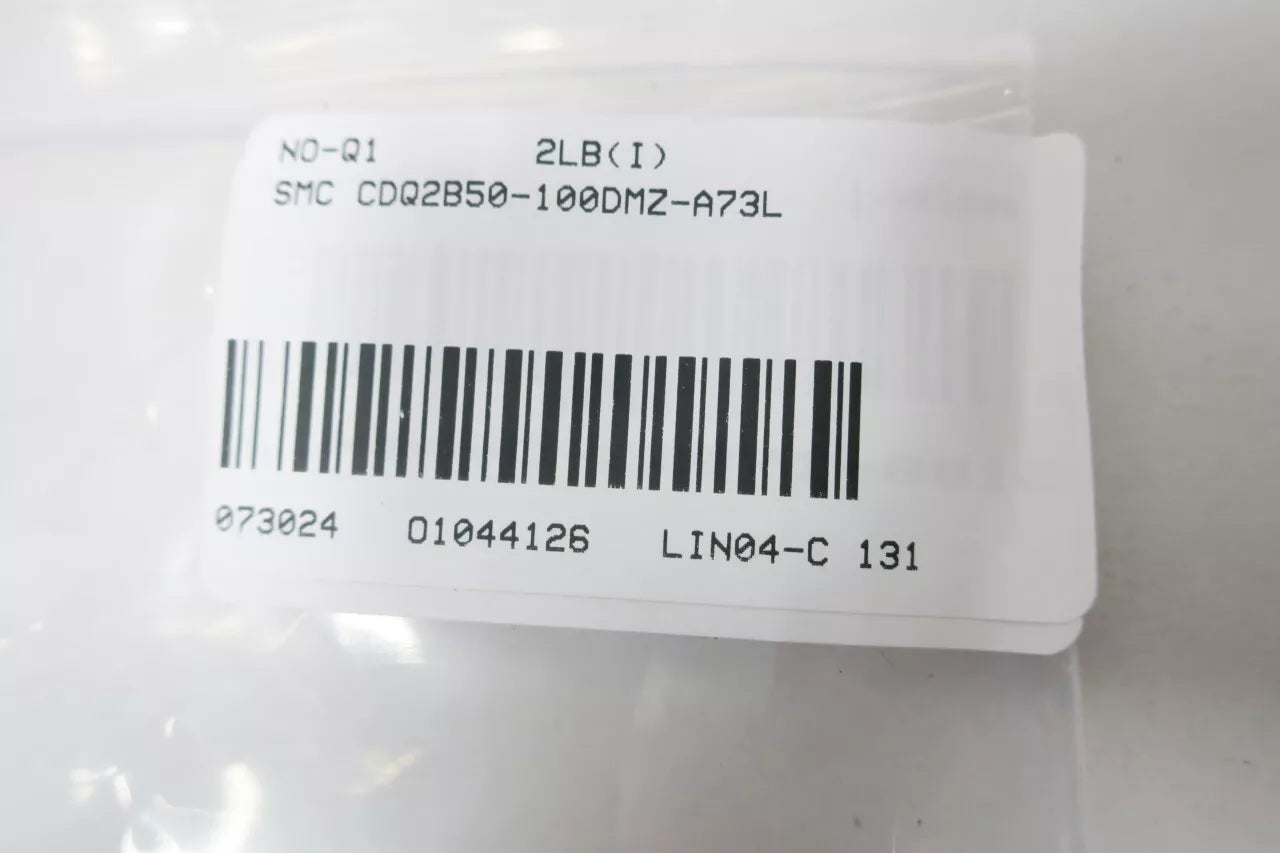 NO-Q1 2LB(I)
SMC CDQ2B50-100DMZ-A73L
073024 01044126 LIN04-C 131